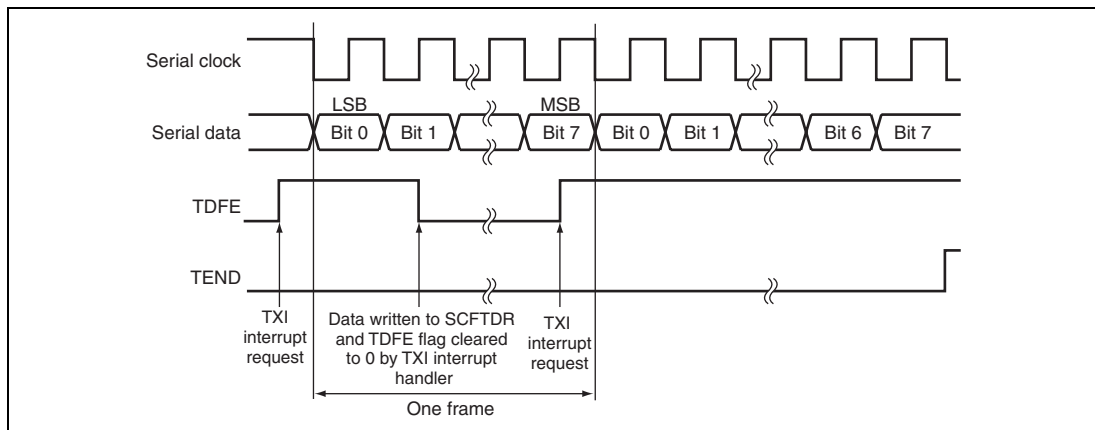 Serial clock
LSB
MSB
Serial data
Bit 0
Bit 1
Bit 7
Bit 0
Bit 1
Bit 6
Bit 7
TDFE
TEND
TXI
interrupt
request
Data written to SCFTDR
and TDFE flag cleared
to 0 by TXI interrupt
handler
TXI
interrupt
request
One frame